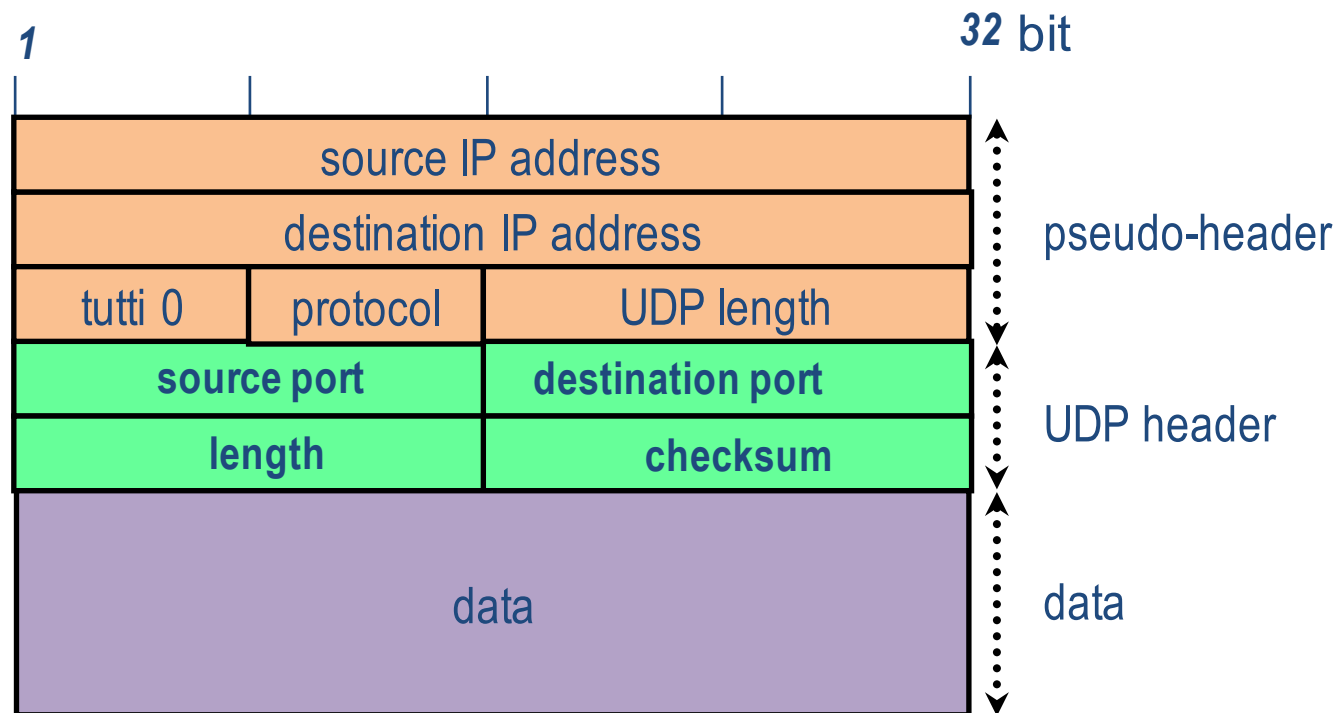 1 32 bit
source IP address
destination IP address
pseudo-header
tutti 0 protocol UDP length
source port destination port
UDP header
length checksum
data
data